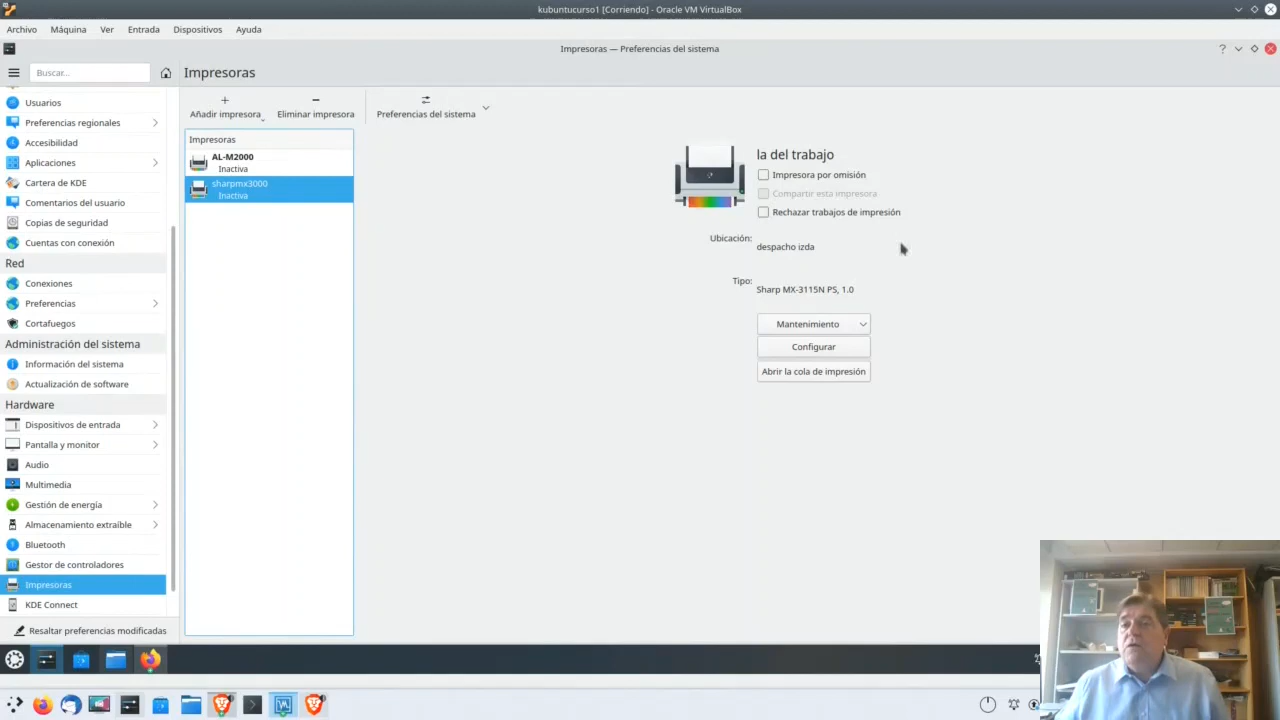 kubuntucurso1 [Corriendo] - Oracle VM VirtualBox
Archivo Máquina Ver Entrada Dispositivos Ayuda
Impresoras — Preferencias del sistema
Buscar...
Impresoras
Usuarios
Preferencias regionales
Accesibilidad
Aplicaciones
Cartera de KDE
Comentarios del usuario
Copias de seguridad
Cuentas con conexión
Red
Conexiones
Preferencias
Cortafuegos
Administración del sistema
Información del sistema
Actualización de software
Hardware
Dispositivos de entrada
Pantalla y monitor
Audio
Multimedia
Gestión de energía
Almacenamiento extraíble
Bluetooth
Gestor de controladores
Impresoras
KDE Connect
Resaltar preferencias modificadas
Añadir impresora
Eliminar impresora
Preferencias del sistema
Impresoras
AL-M2000
Inactiva
sharpmx3000
Inactiva
la del trabajo
Impresora por omisión
Compartir esta impresora
Rechazar trabajos de impresión
Ubicación:
despacho izda
Tipo:
Sharp MX-3115N PS, 1.0
Mantenimiento
Configurar
Abrir la cola de impresión